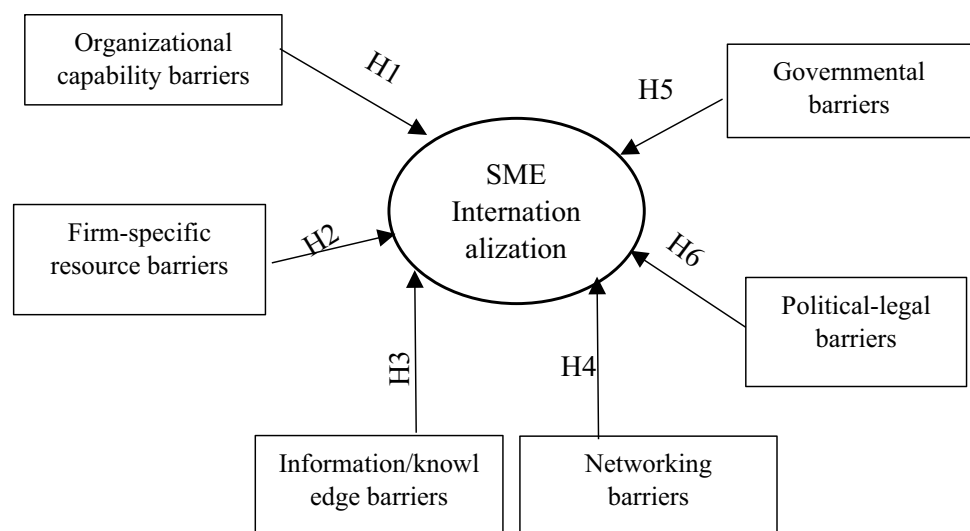 Organizational
capability barriers
H1
Governmental
barriers
H5
SME
Internation
alization
Firm-specific
resource barriers
H2
H6
Political-legal
barriers
H3
H4
Information/knowl
edge barriers
Networking
barriers